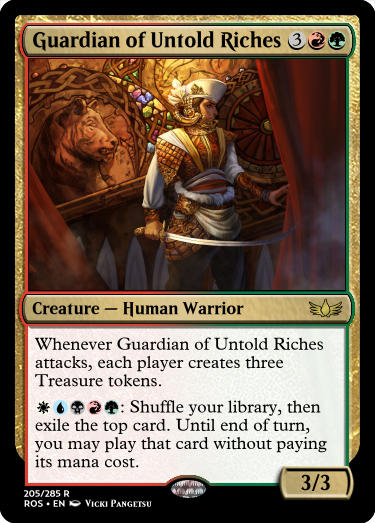 Guardian of Untold Riches 3
Creature — Human Warrior
Whenever Guardian of Untold Riches
attacks, each player creates three
Treasure tokens.
: Shuffle your library, then
exile the top card. Until end of turn,
you may play that card without paying
its mana cost.
3/3
205/285 R
ROS • EN Vicki Pangetsu